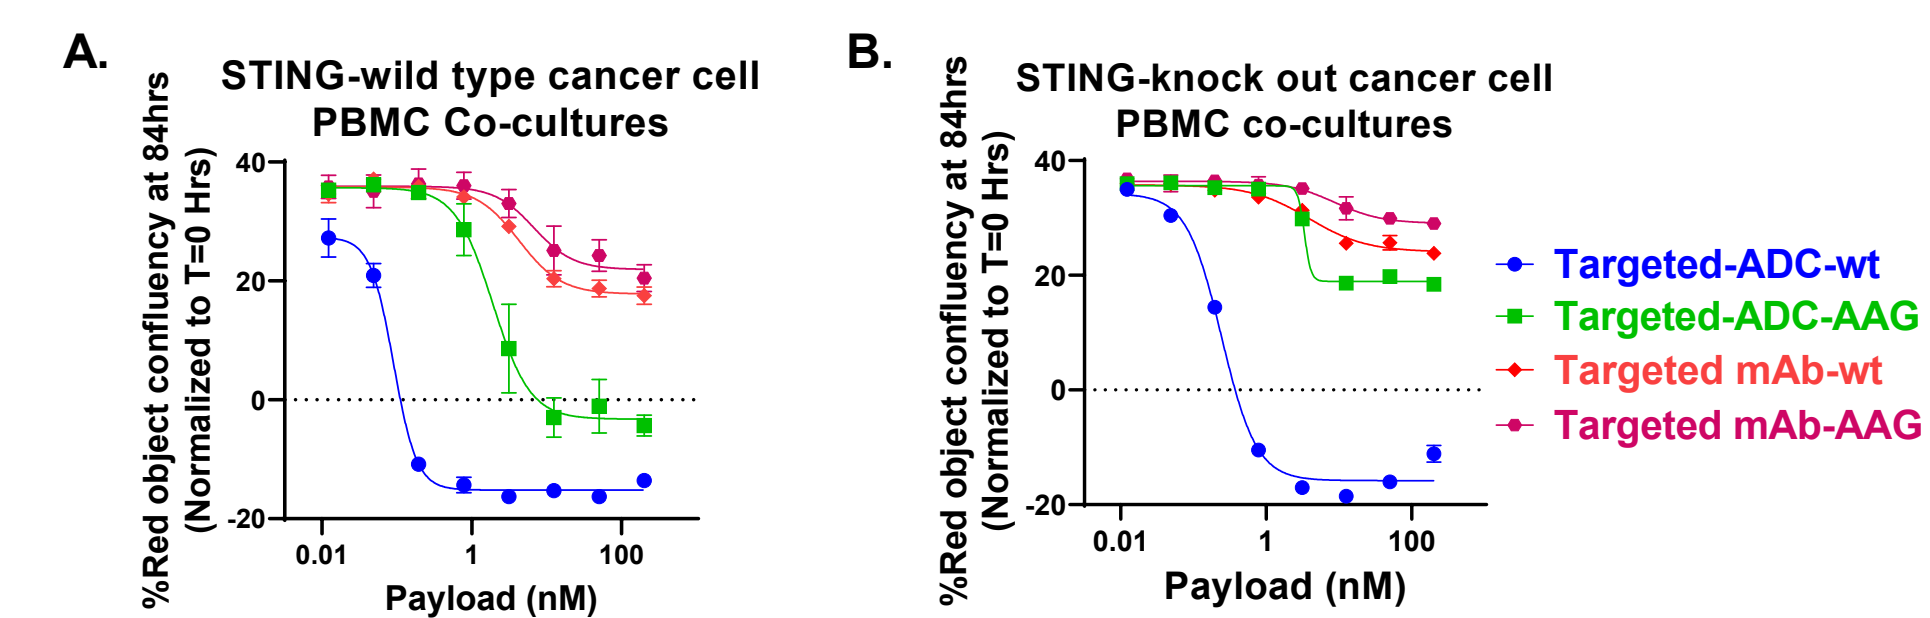 A.
STING-wild type cancer cell
PBMC Co-cultures
%Red object confluency at 84hrs
(Normalized to T=0 Hrs)
40
20
0
-20
0.01
1
100
Payload (nM)
B.
STING-knock out cancer cell
PBMC co-cultures
%Red object confluency at 84hrs
(Normalized to T=0 Hrs)
40
20
0
-20
0.01
1
100
Payload (nM)
Targeted-ADC-wt
Targeted-ADC-AAG
Targeted mAb-wt
Targeted mAb-AAG